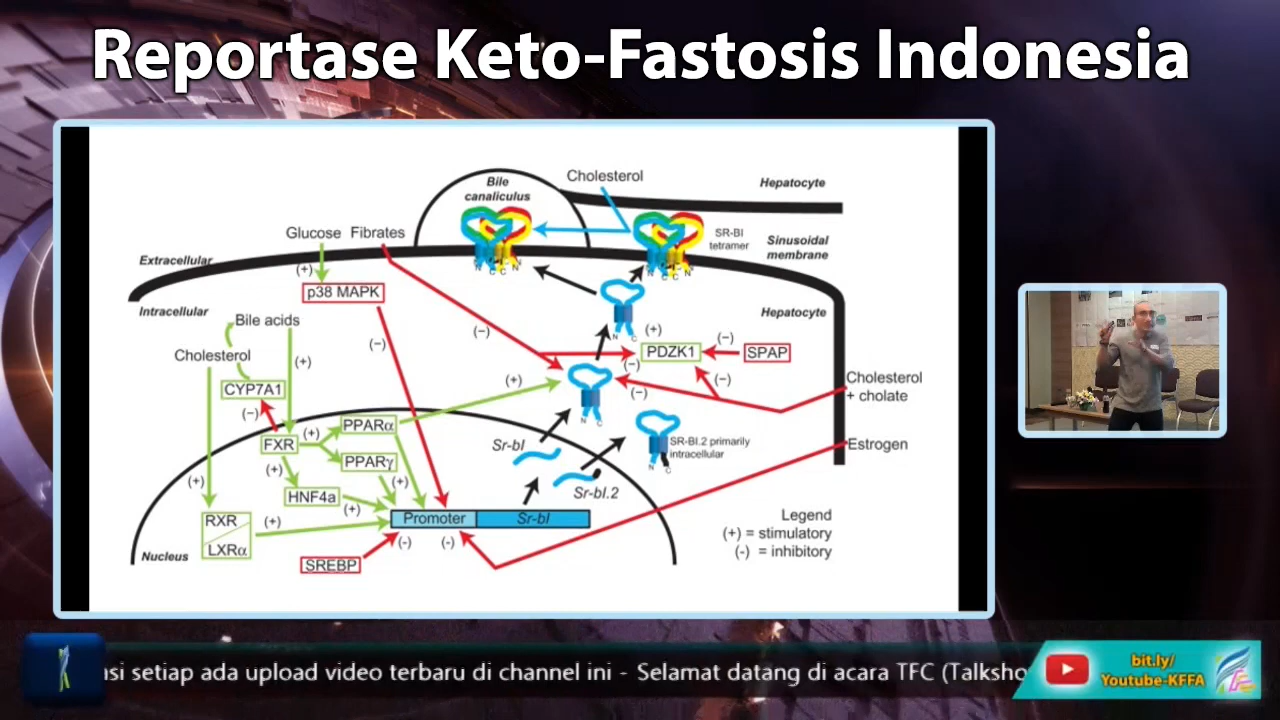 Reportase Keto-Fastosis Indonesia
Bile
canaliculus
Cholesterol
Hepatocyte
Glucose Fibrates
SR-BI
tetramer
Sinusoidal
membrane
Extracellular
N C C N
N C C N
(+)
p38 MAPK
Intracellular
Hepatocyte
Bile acids
N C
(−)
(−)
(+)
(−)
Cholesterol
(+)
PDZK1
SPAP
(−)
CYP7A1
(+)
(−)
(−)
Cholesterol
+ cholate
(−)
PPARα
N C
FXR
(+)
Sr-bI
SR-BI.2 primarily
intracellular
Estrogen
PPARγ
N C
(+)
(+)
(+)
HNF4a
(+)
Sr-bI.2
RXR
LXRα
(+)
Promoter
Sr-bI
Legend
(+) = stimulatory
(-) = inhibitory
(-)
(-)
Nucleus
SREBP
si setiap ada upload video terbaru di channel ini - Selamat datang di acara TFC (Talksho
bit.ly/
Youtube-KFFA